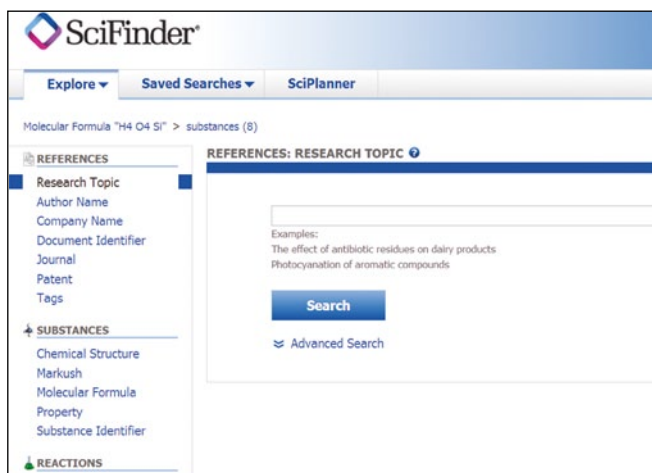 SciFinder®
Explore ▾ Saved Searches ▾ SciPlanner
Molecular Formula "H4 O4 Si" > substances (8)
REFERENCES
Research Topic
Author Name
Company Name
Document Identifier
Journal
Patent
Tags
SUBSTANCES
Chemical Structure
Markush
Molecular Formula
Property
Substance Identifier
REACTIONS
REFERENCES: RESEARCH TOPIC ?
Examples:
The effect of antibiotic residues on dairy products
Photocyanation of aromatic compounds
Search
Advanced Search